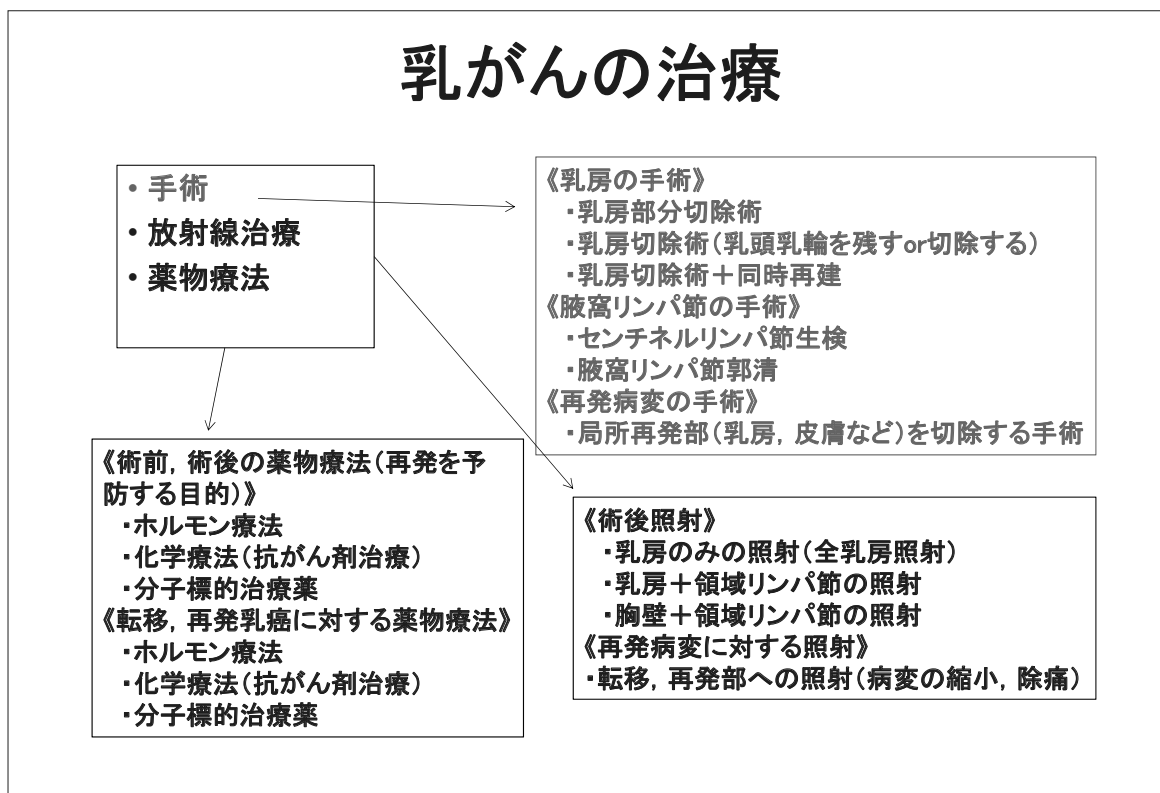 乳がんの治療
・手術
・放射線治療
・薬物療法
《乳房の手術》
・乳房部分切除術
・乳房切除術（乳頭乳輪を残すor切除する）
・乳房切除術＋同時再建
《腋窩リンパ節の手術》
・センチネルリンパ節生検
・腋窩リンパ節郭清
《再発病変の手術》
・局所再発部（乳房，皮膚など）を切除する手術
《術前，術後の薬物療法（再発を予
防する目的）》
・ホルモン療法
・化学療法（抗がん剤治療）
・分子標的治療薬
《転移，再発乳癌に対する薬物療法》
・ホルモン療法
・化学療法（抗がん剤治療）
・分子標的治療薬
《術後照射》
・乳房のみの照射（全乳房照射）
・乳房＋領域リンパ節の照射
・胸壁＋領域リンパ節の照射
《再発病変に対する照射》
・転移，再発部への照射（病変の縮小，除痛）